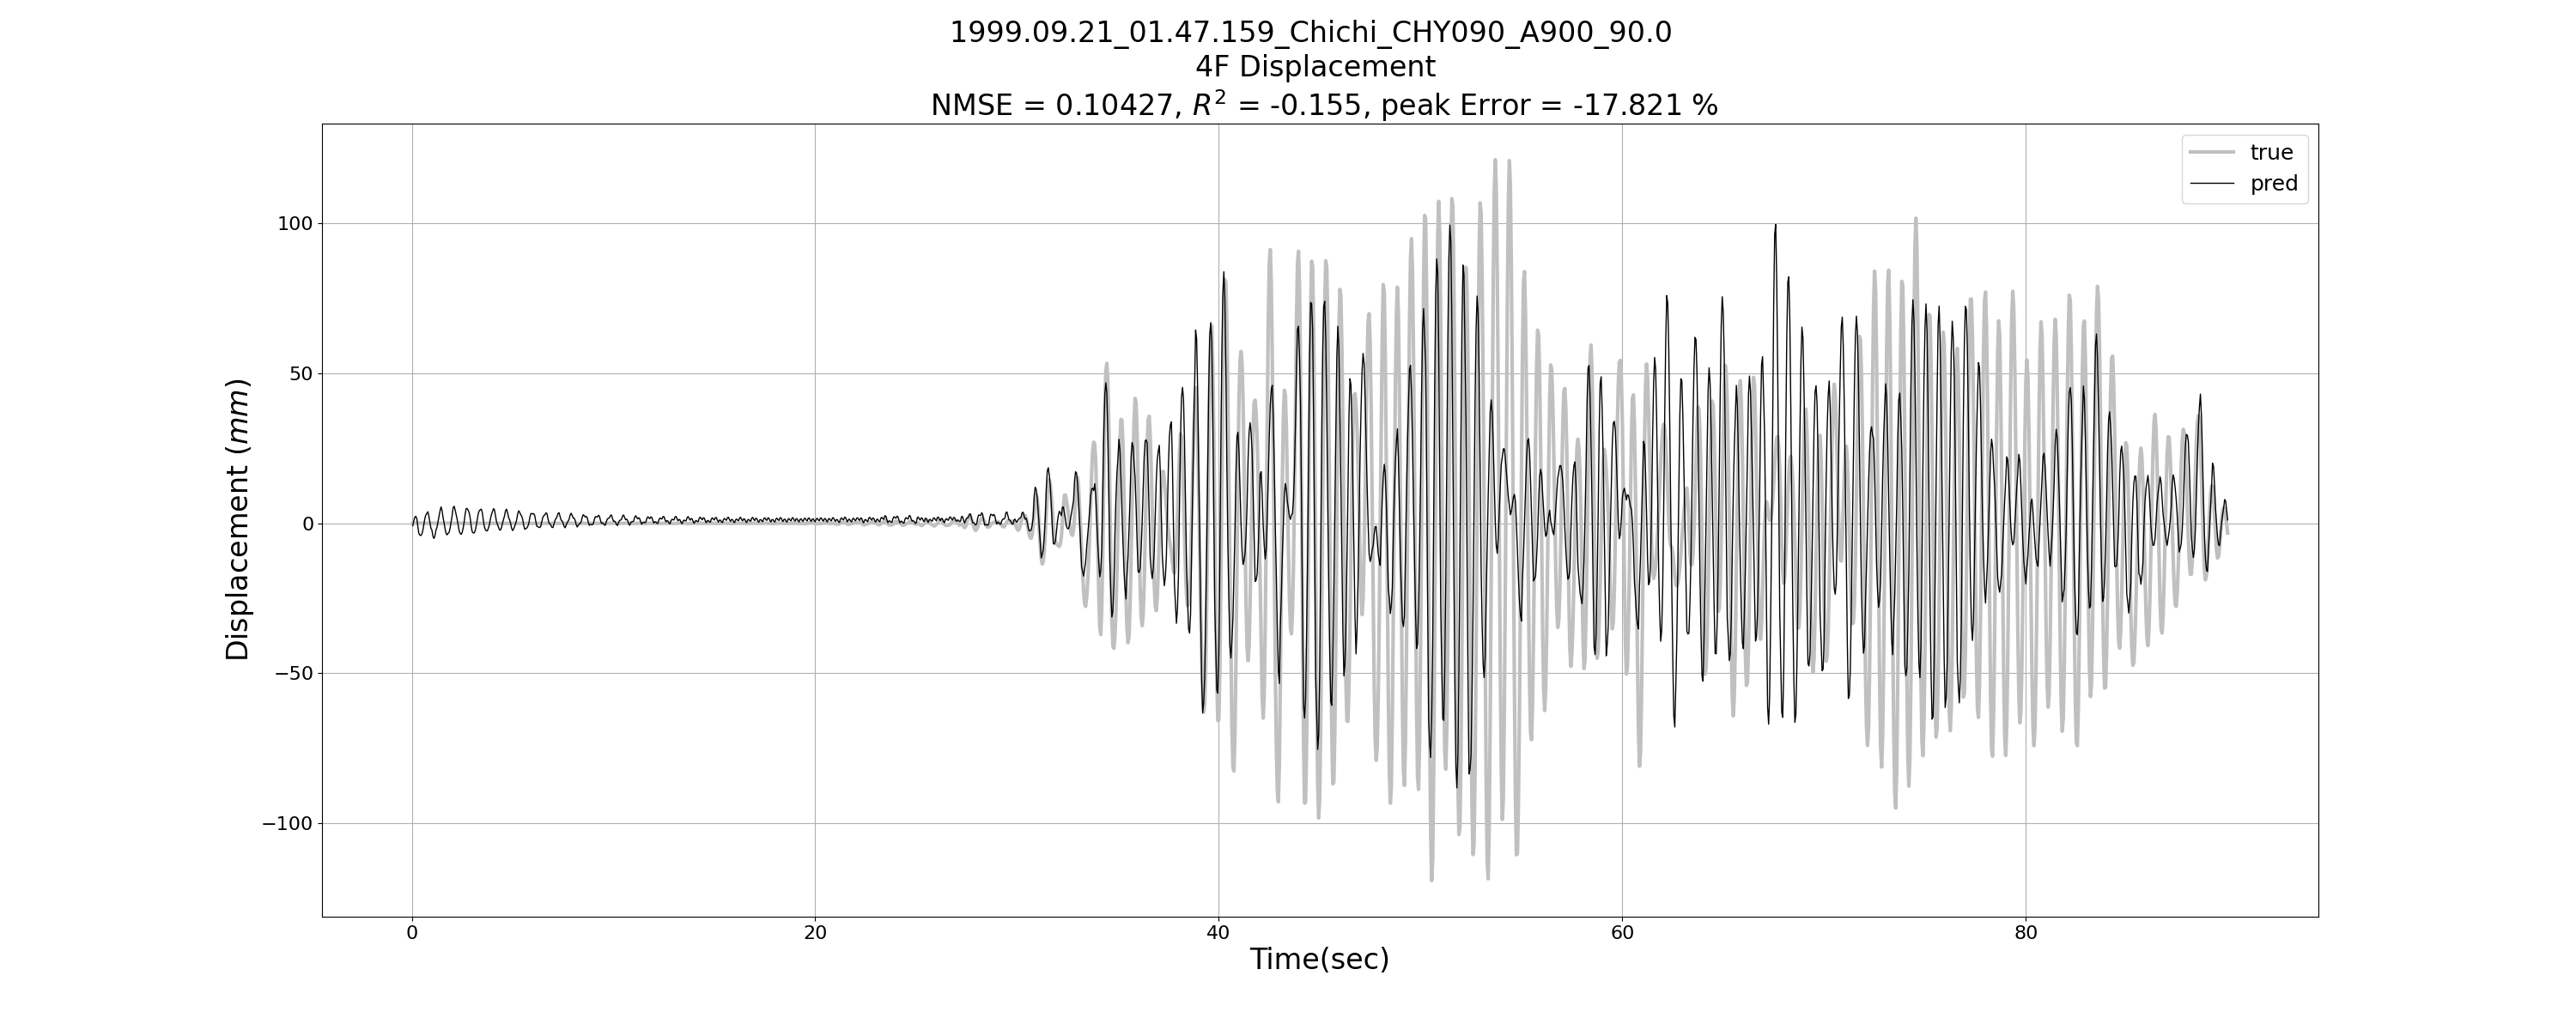 1999.09.21_01.47.159_Chichi_CHY090_A900_90.0
4F Displacement
NMSE = 0.10427, R² = -0.155, peak Error = -17.821 %
true
pred
100
50
0
−50
−100
Displacement (mm)
0
20
40
60
80
Time(sec)